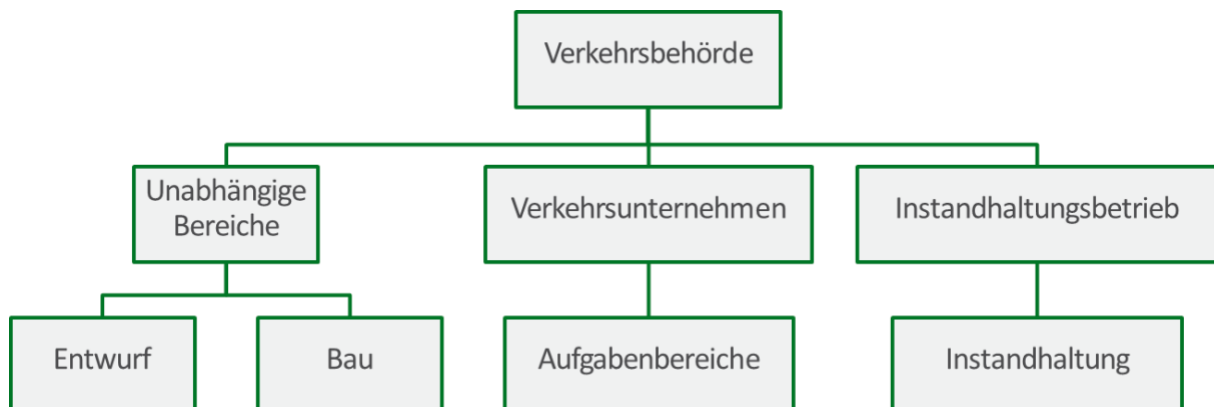 Verkehrsbehörde
Unabhängige
Bereiche
Verkehrsunternehmen
Instandhaltungsbetrieb
Entwurf
Bau
Aufgabenbereiche
Instandhaltung